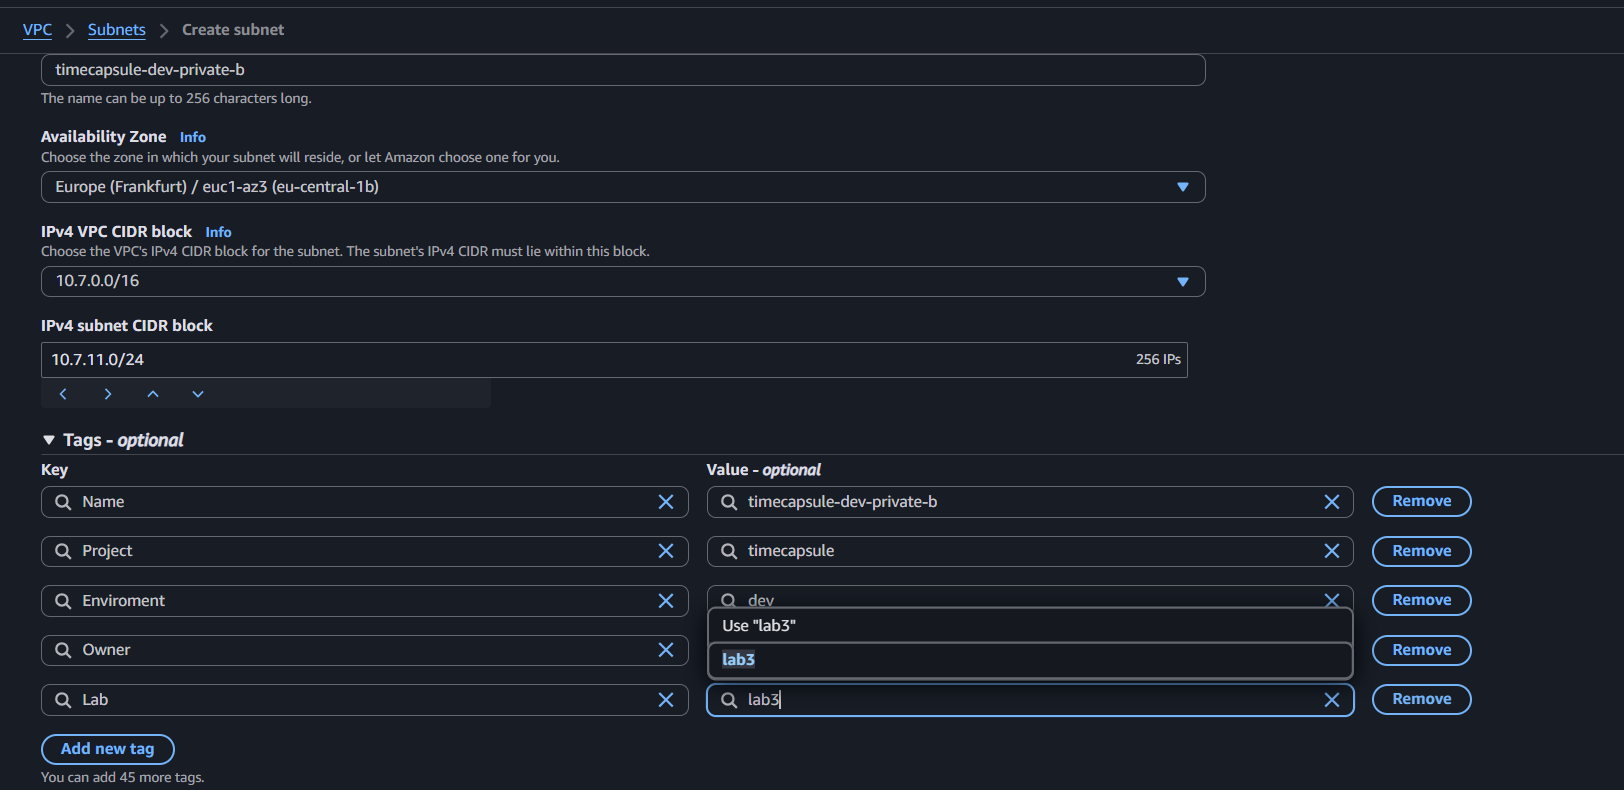 VPC > Subnets > Create subnet
timecapsule-dev-private-b
The name can be up to 256 characters long.
Availability Zone Info
Choose the zone in which your subnet will reside, or let Amazon choose one for you.
Europe (Frankfurt) / euc1-az3 (eu-central-1b)
IPv4 VPC CIDR block Info
Choose the VPC's IPv4 CIDR block for the subnet. The subnet's IPv4 CIDR must lie within this block.
10.7.0.0/16
IPv4 subnet CIDR block
10.7.11.0/24 256 IPs
Tags - optional
Key Value - optional
Name timecapsule-dev-private-b Remove
Project timecapsule Remove
Enviroment dev Remove
Use "lab3"
Owner Remove
lab3
Lab lab3 Remove
Add new tag
You can add 45 more tags.